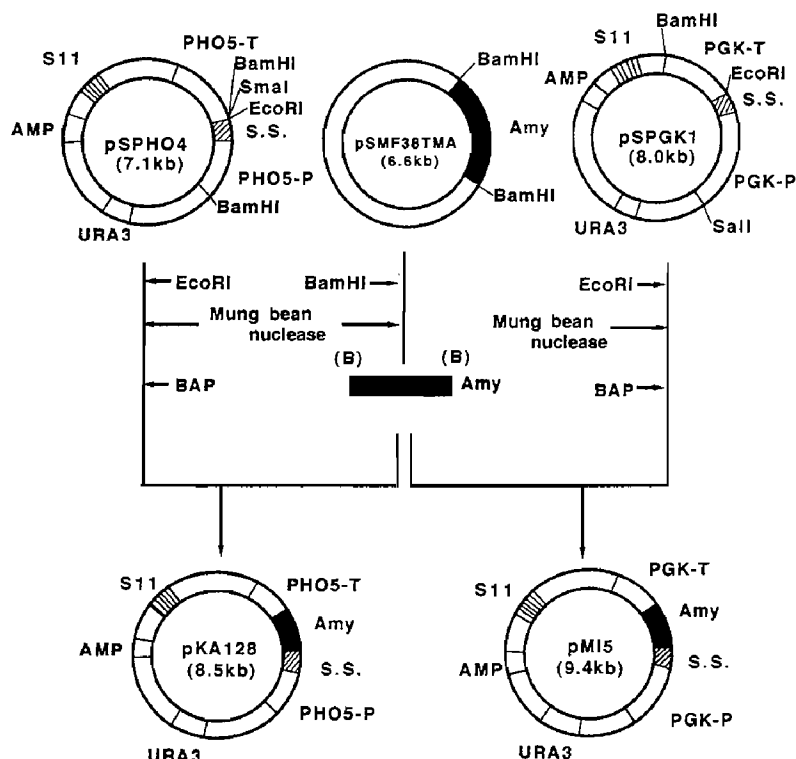 S11
PHO5-T
BamHI
SmaI
EcoRI
S.S.
AMP
pSPHO4
(7.1kb)
PHO5-P
BamHI
URA3
BamHI
pSMF38TMA
(6.6kb)
Amy
BamHI
BamHI
S11
PGK-T
EcoRI
S.S.
AMP
pSPGK1
(8.0kb)
PGK-P
URA3
SalI
EcoRI
BamHI
EcoRI
Mung bean
nuclease
Mung bean
nuclease
(B)
(B)
BAP
Amy
BAP
S11
PHO5-T
Amy
AMP
pKA128
(8.5kb)
S.S.
PHO5-P
URA3
S11
PGK-T
Amy
AMP
pMI5
(9.4kb)
S.S.
PGK-P
URA3